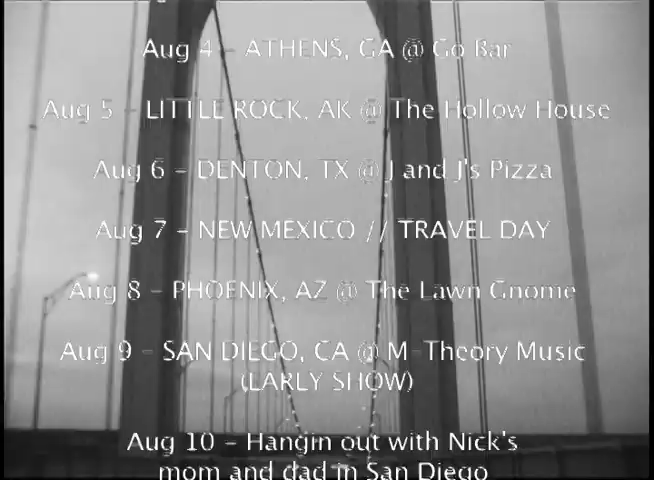 Aug 4 - ATHENS, GA @ Go Bar
Aug 5 - LITTLE ROCK, AK @ The Hollow House
Aug 6 - DENTON, TX @ J and J's Pizza
Aug 7 - NEW MEXICO // TRAVEL DAY
Aug 8 - PHOENIX, AZ @ The Lawn Gnome
Aug 9 - SAN DIEGO, CA @ M-Theory Music
(EARLY SHOW)
Aug 10 - Hangin out with Nick's
mom and dad in San Diego